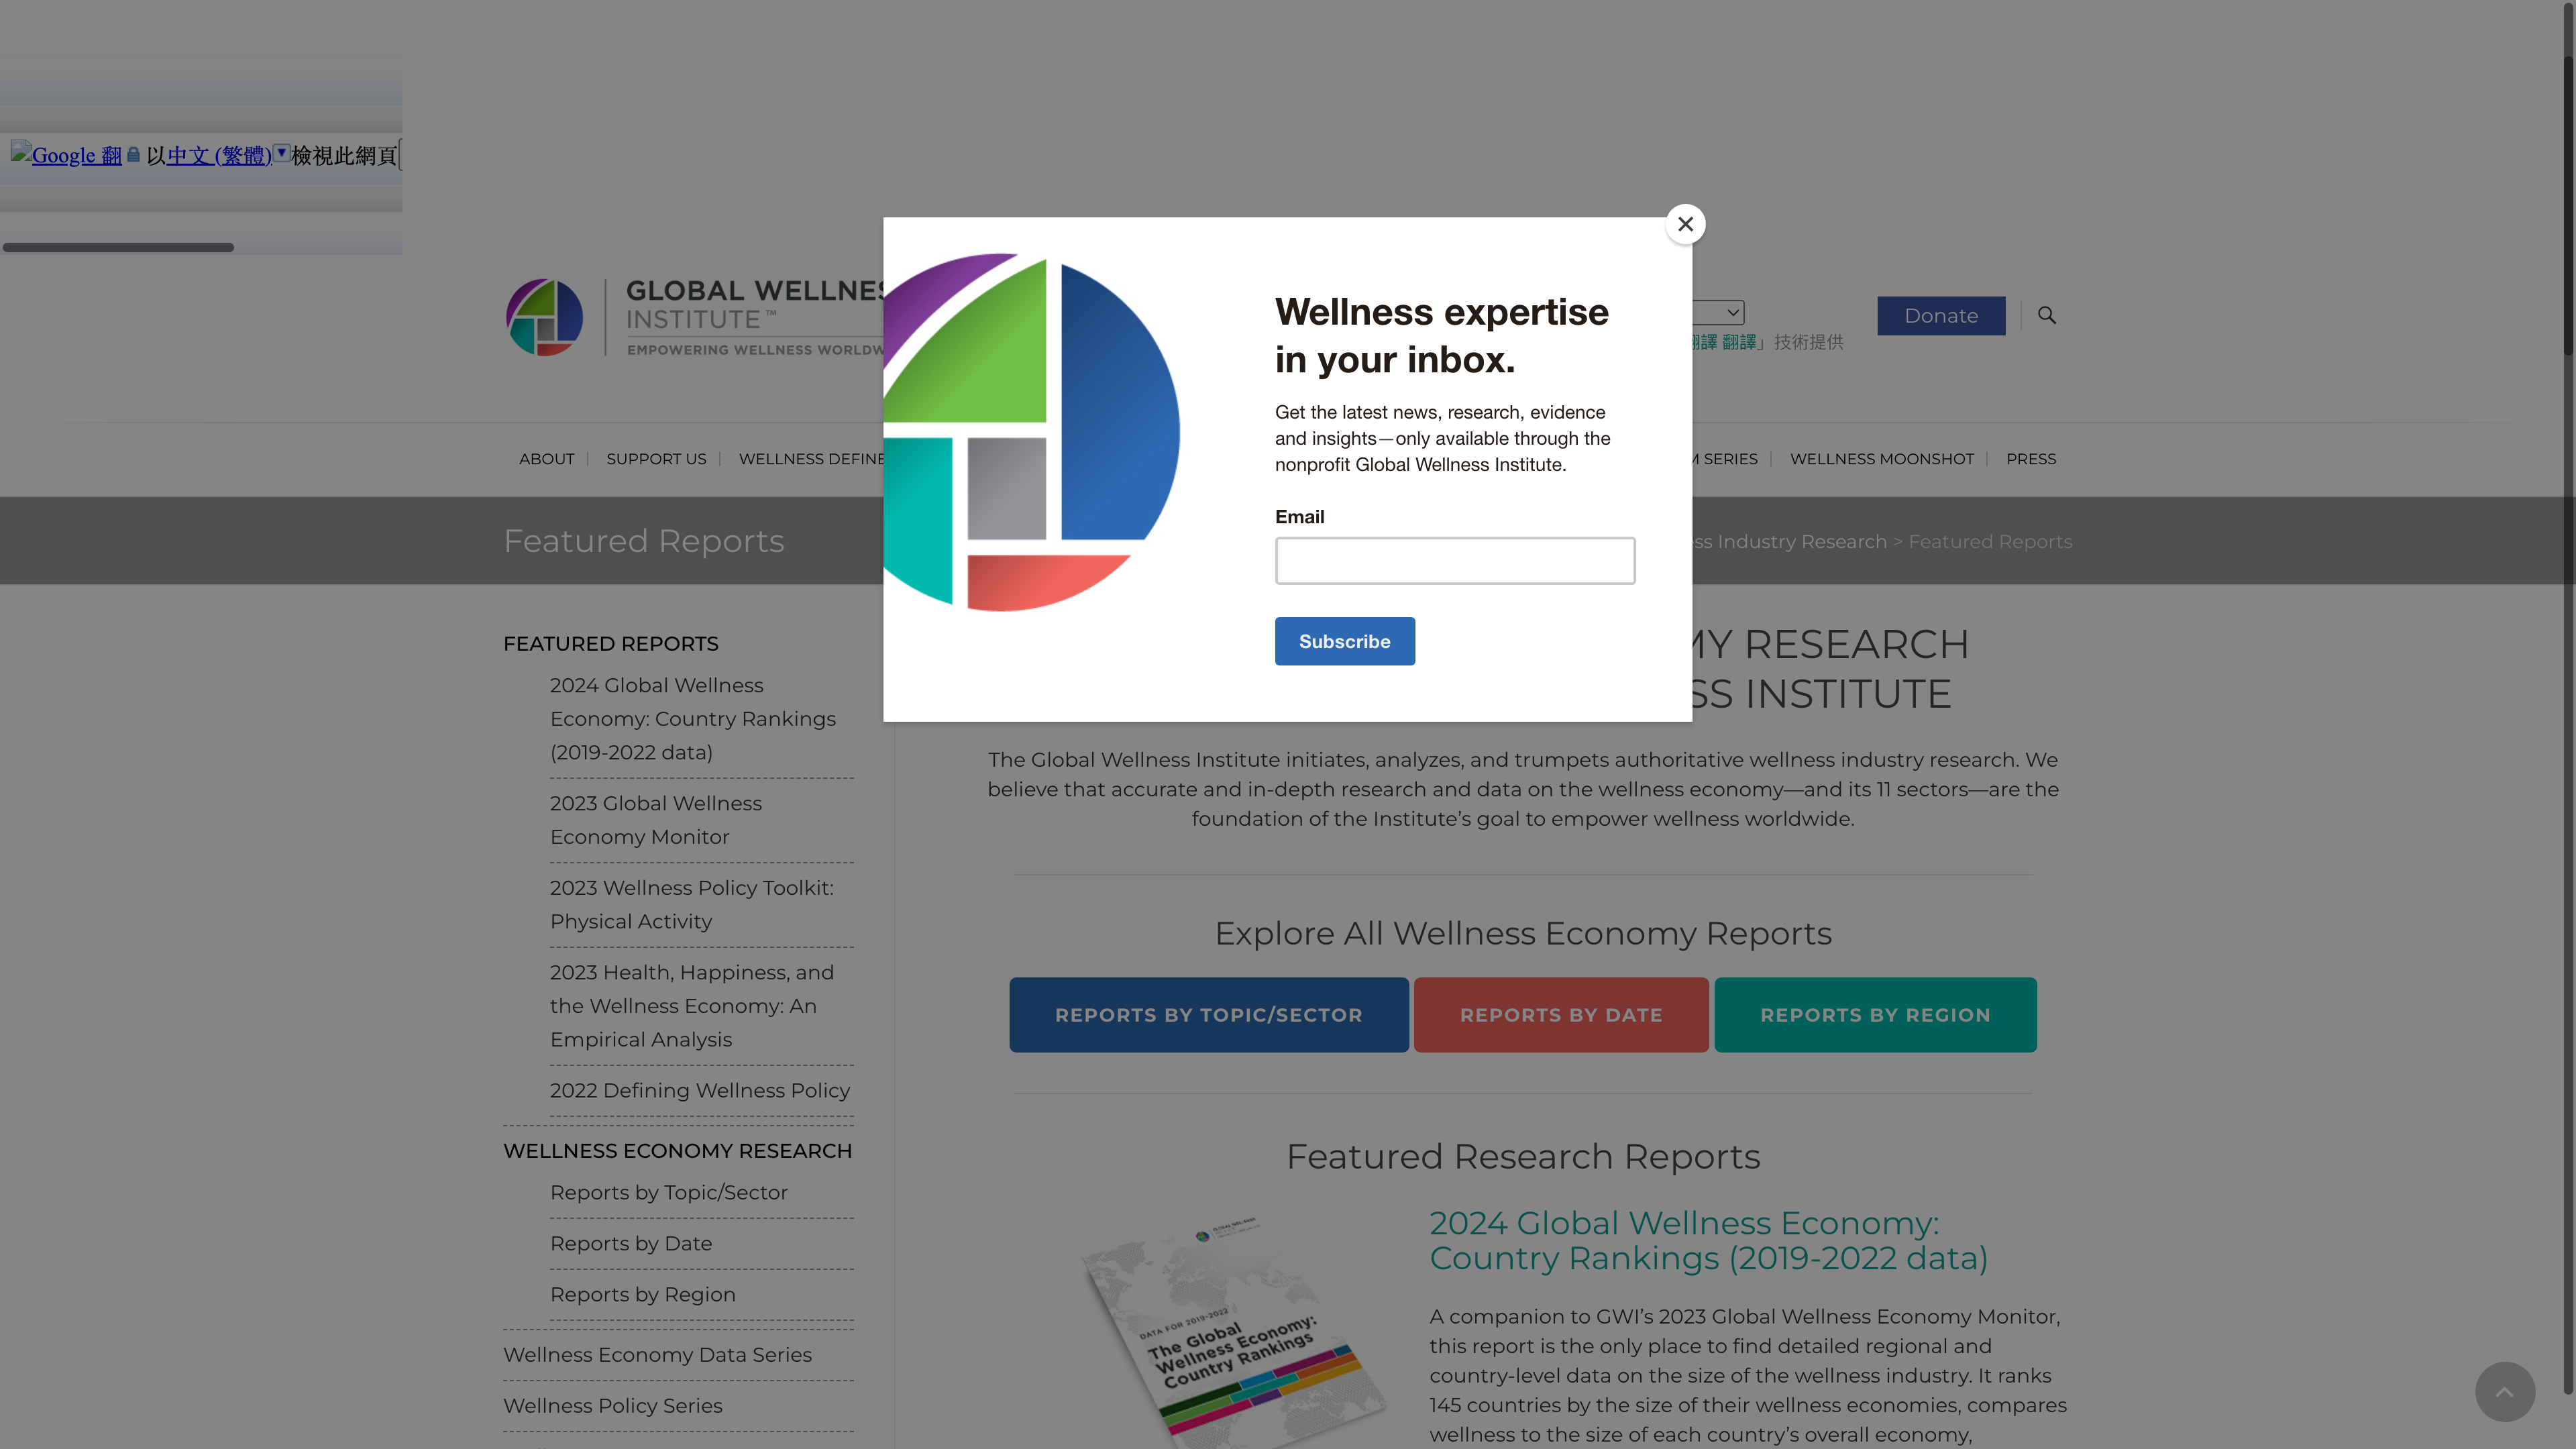 Google 翻 以中文 (繁體) 檢視此網頁
GLOBAL WELLNES
INSTITUTE™
EMPOWERING WELLNESS WORLDW
翻譯 翻譯」技術提供
Donate
ABOUT
SUPPORT US
WELLNESS DEFINE
M SERIES
WELLNESS MOONSHOT
PRESS
Featured Reports
ss Industry Research > Featured Reports
Wellness expertise
in your inbox.
Get the latest news, research, evidence
and insights—only available through the
nonprofit Global Wellness Institute.
Email
Subscribe
FEATURED REPORTS
2024 Global Wellness
Economy: Country Rankings
(2019-2022 data)
2023 Global Wellness
Economy Monitor
2023 Wellness Policy Toolkit:
Physical Activity
2023 Health, Happiness, and
the Wellness Economy: An
Empirical Analysis
2022 Defining Wellness Policy
WELLNESS ECONOMY RESEARCH
Reports by Topic/Sector
Reports by Date
Reports by Region
Wellness Economy Data Series
Wellness Policy Series
MY RESEARCH
SS INSTITUTE
The Global Wellness Institute initiates, analyzes, and trumpets authoritative wellness industry research. We
believe that accurate and in-depth research and data on the wellness economy—and its 11 sectors—are the
foundation of the Institute's goal to empower wellness worldwide.
Explore All Wellness Economy Reports
REPORTS BY TOPIC/SECTOR
REPORTS BY DATE
REPORTS BY REGION
Featured Research Reports
DATA FOR 2019-2022
The Global
Wellness Economy:
Country Rankings
2024 Global Wellness Economy:
Country Rankings (2019-2022 data)
A companion to GWI's 2023 Global Wellness Economy Monitor,
this report is the only place to find detailed regional and
country-level data on the size of the wellness industry. It ranks
145 countries by the size of their wellness economies, compares
wellness to the size of each country's overall economy,